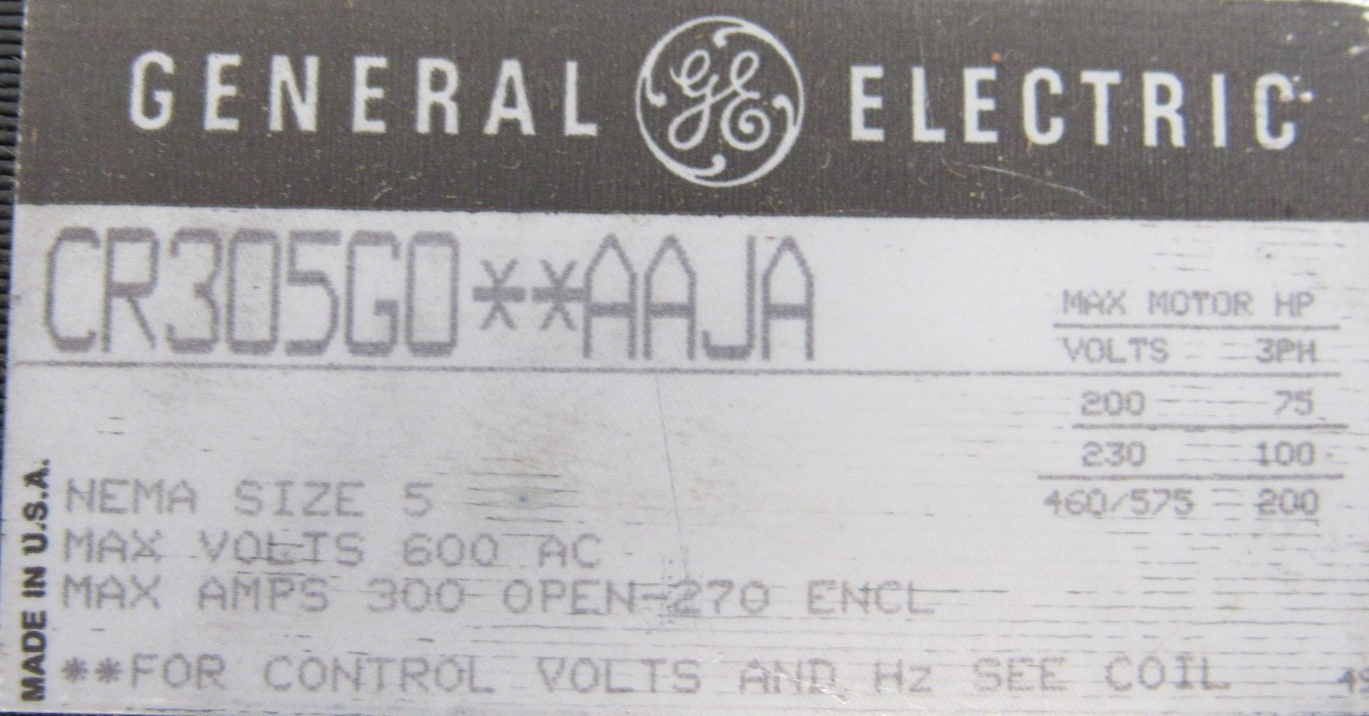 GENERAL GE ELECTRIC
CR305G0**AAJA
MAX MOTOR HP
VOLTS 3PH
200 75
230 100
460/575 200
NEMA SIZE 5
MAX VOLTS 600 AC
MAX AMPS 300 OPEN-270 ENCL
**FOR CONTROL VOLTS AND Hz SEE COIL
MADE IN U.S.A.